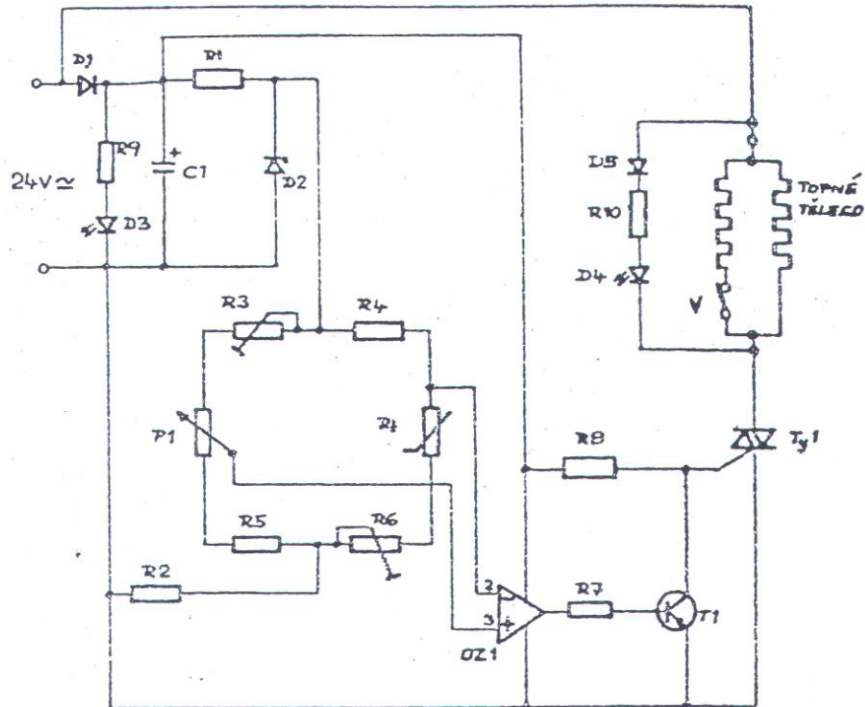 D1
R1
R9
+
C1
D2
24V ≃
D3
D5
R10
D4
TOPNÉ
TĚLESO
V
R3
R4
P1
Rt
R8
Ty1
R5
R6
R2
2
3
R7
T1
OZ1